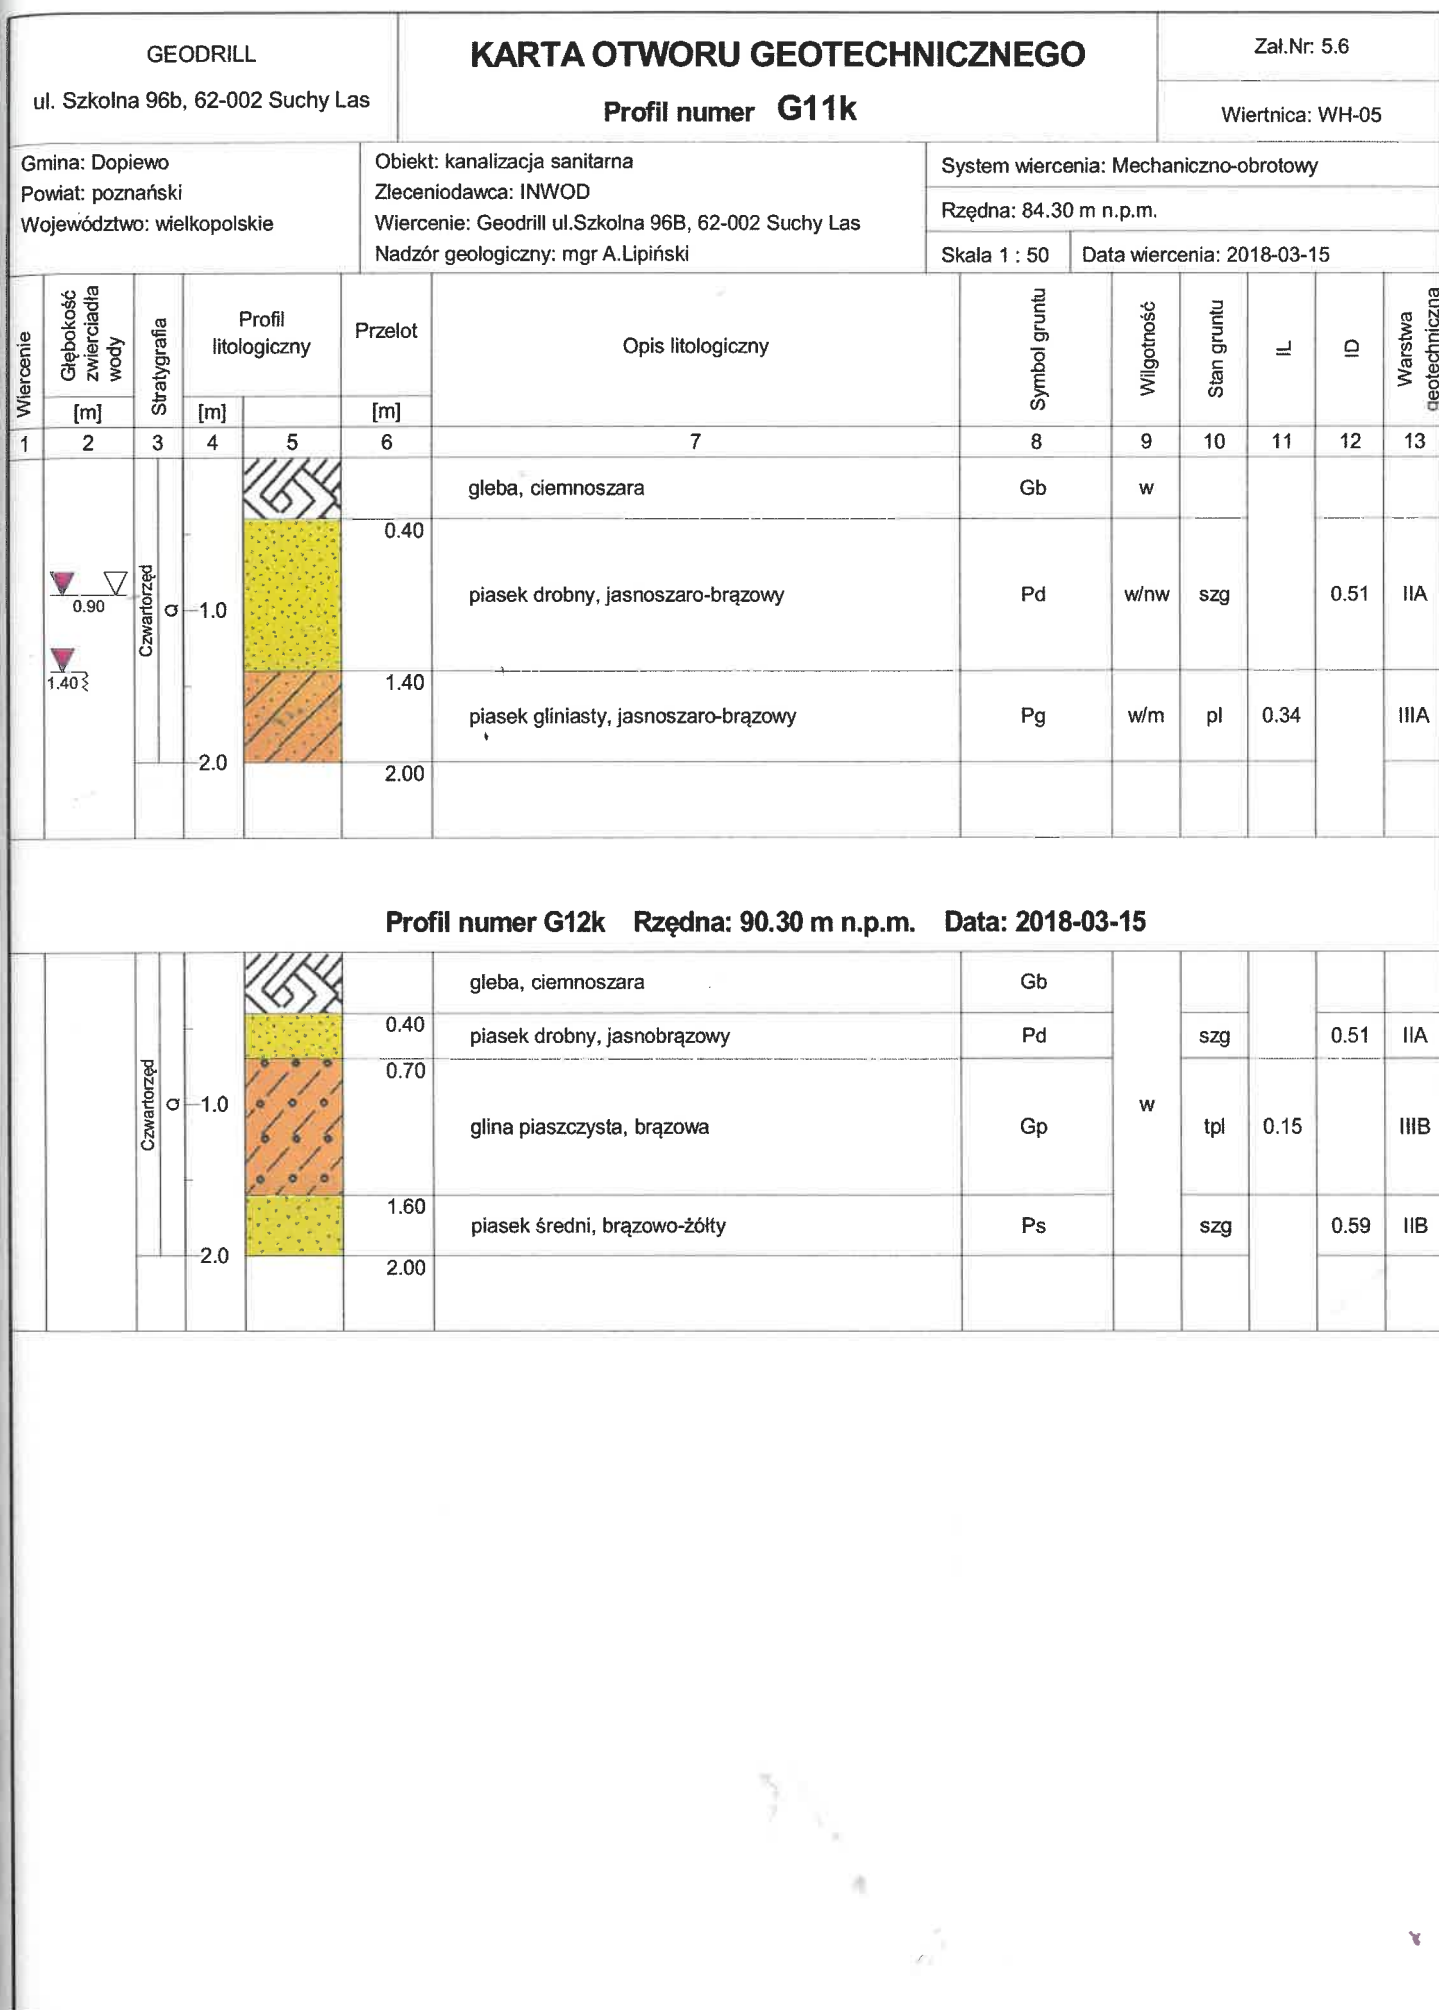 GEODRILL
ul. Szkolna 96b, 62-002 Suchy Las
KARTA OTWORU GEOTECHNICZNEGO
Profil numer G11k
Zał.Nr: 5.6
Wiertnica: WH-05
Gmina: Dopiewo
Powiat: poznański
Województwo: wielkopolskie
Obiekt: kanalizacja sanitarna
Zleceniodawca: INWOD
Wiercenie: Geodrill ul.Szkolna 96B, 62-002 Suchy Las
Nadzór geologiczny: mgr A.Lipiński
System wiercenia: Mechaniczno-obrotowy
Rzędna: 84.30 m n.p.m.
Skala 1 : 50 Data wiercenia: 2018-03-15
Wiercenie
Głębokość
zwierciadła
wody
[m]
Stratygrafia
Profil
litologiczny
[m]
Przelot
[m]
Opis litologiczny
Symbol gruntu
Wilgotność
Stan gruntu
IL
ID
Warstwa
geotechniczna
1 2 3 4 5 6 7 8 9 10 11 12 13
gleba, ciemnoszara Gb w
0.40
0.90
Czwartorzęd
Q
1.0
piasek drobny, jasnoszaro-brązowy Pd w/nw szg 0.51 IIA
1.40
1.40
piasek gliniasty, jasnoszaro-brązowy Pg w/m pl 0.34 IIIA
2.0
2.00
Profil numer G12k Rzędna: 90.30 m n.p.m. Data: 2018-03-15
gleba, ciemnoszara Gb
0.40
piasek drobny, jasnobrązowy Pd szg 0.51 IIA
0.70
Czwartorzęd
Q
1.0
w
glina piaszczysta, brązowa Gp tpl 0.15 IIIB
1.60
piasek średni, brązowo-żółty Ps szg 0.59 IIB
2.0
2.00